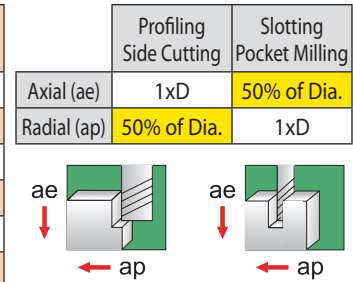 Profiling Slotting
Side Cutting Pocket Milling
Axial (ae) 1xD 50% of Dia.
Radial (ap) 50% of Dia. 1xD
ae ae
ap ap